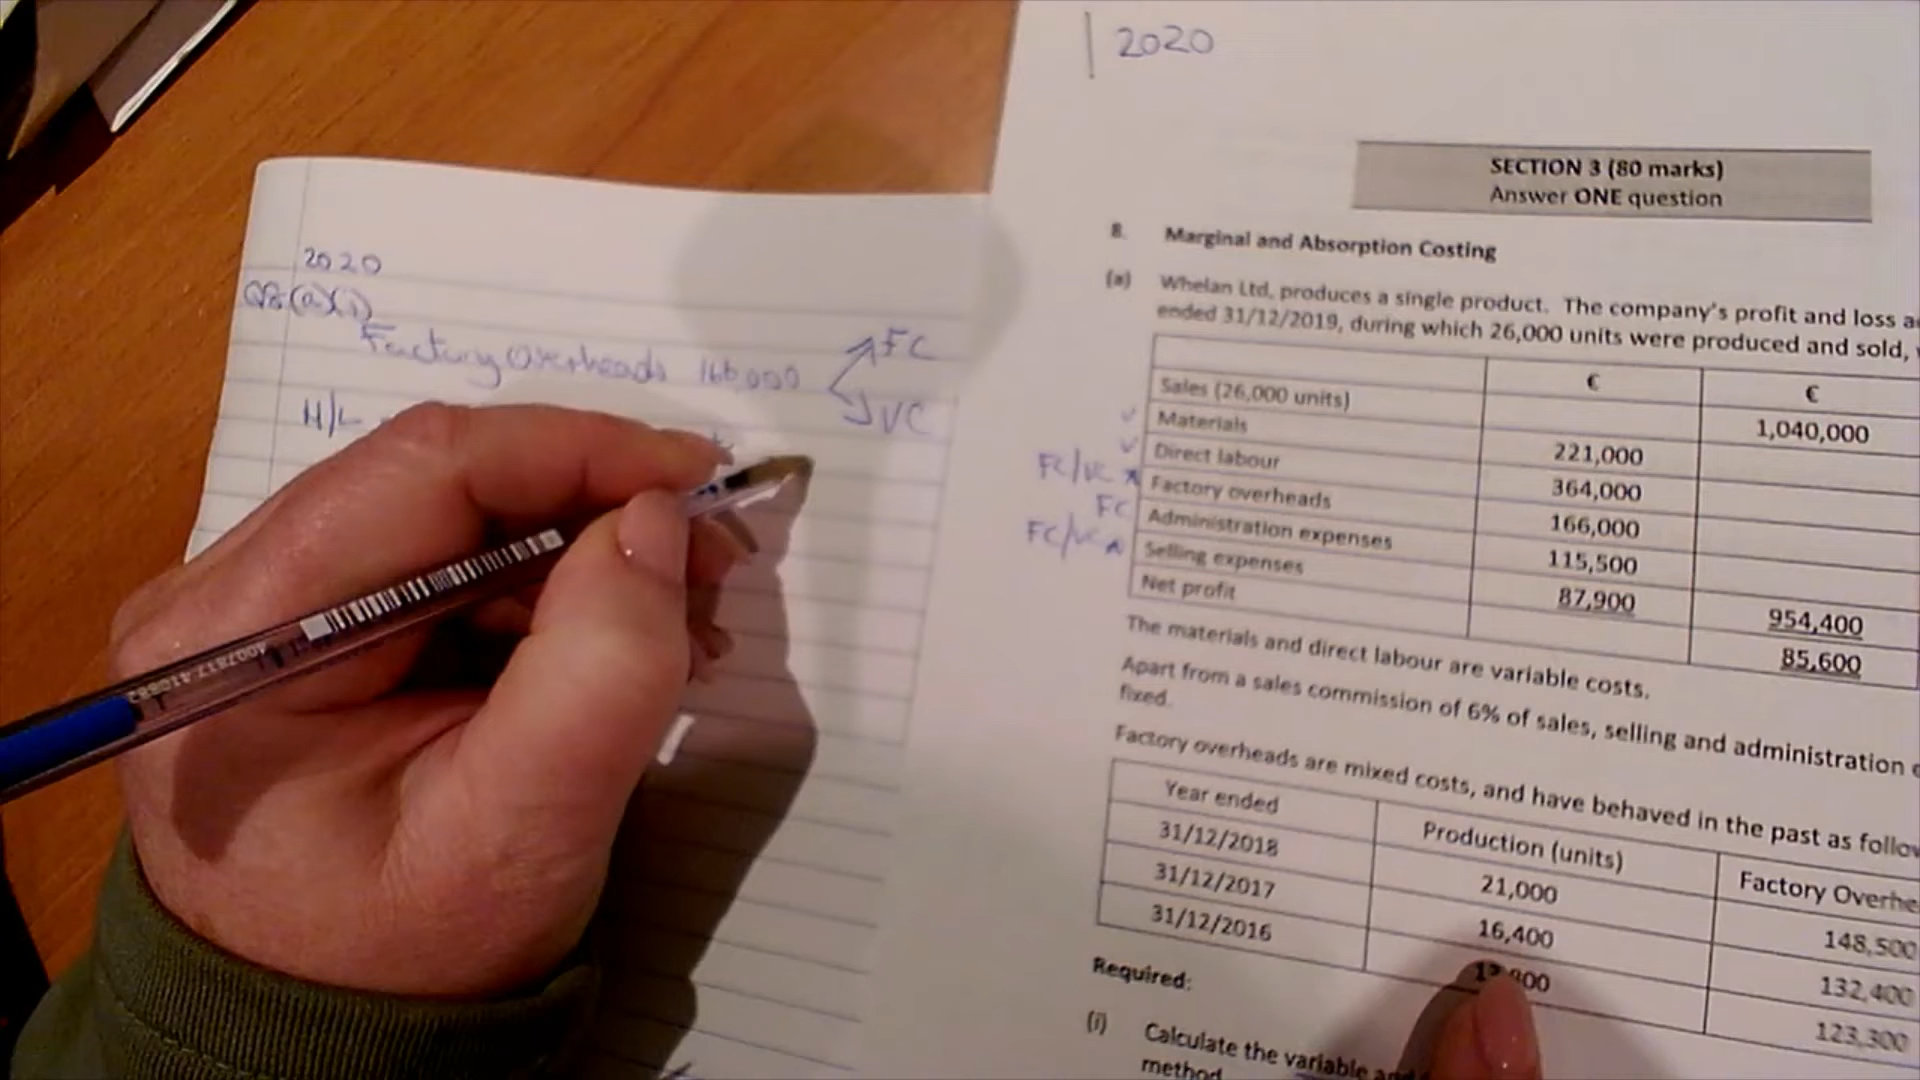 2020
Q8(a)(i)
Factory Overheads 166,000
FC
VC
H/L
2020
SECTION 3 (80 marks)
Answer ONE question
8. Marginal and Absorption Costing
(a) Whelan Ltd, produces a single product. The company's profit and loss
ended 31/12/2019, during which 26,000 units were produced and sold,
€ €
Sales (26,000 units) 1,040,000
Materials 221,000
Direct labour 364,000
FC/VC Factory overheads 166,000
FC Administration expenses 115,500
FC/VC Selling expenses 87,900 954,400
Net profit 85,600
The materials and direct labour are variable costs.
Apart from a sales commission of 6% of sales, selling and administration
fixed.
Factory overheads are mixed costs, and have behaved in the past as
Year ended Production (units) Factory
31/12/2018 21,000 148,500
31/12/2017 16,400 132,400
31/12/2016 123,300
Required:
(i) Calculate the variable
method